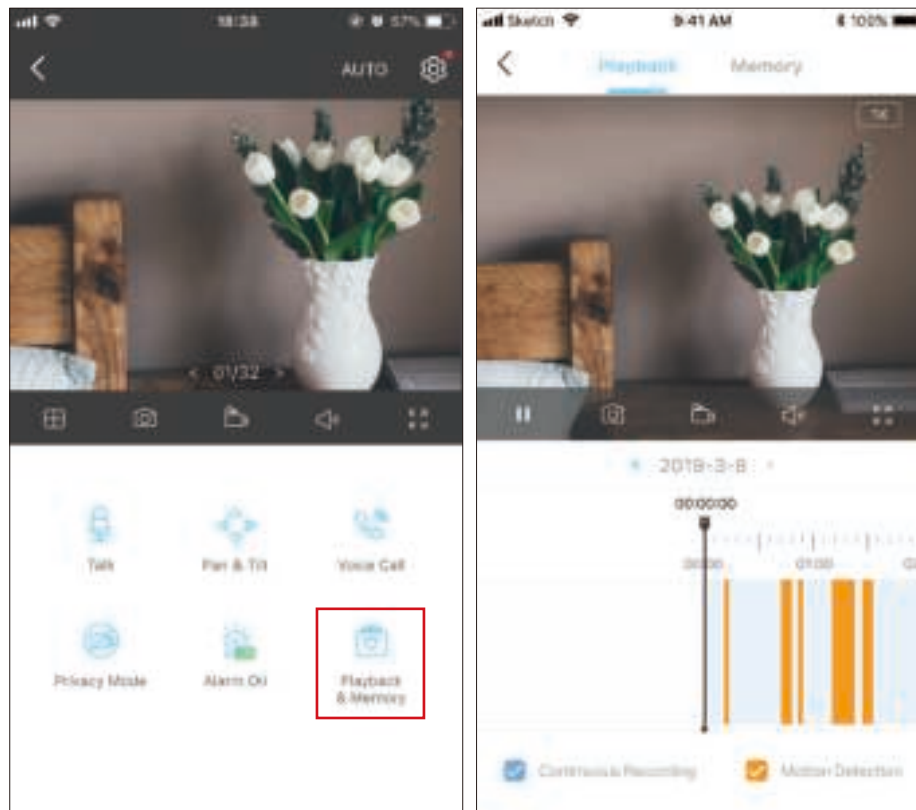 18:38
57%
AUTO
01/32
Talk
Pan & Tilt
Voice Call
Privacy Mode
Alarm On
Playback
& Memory
Sketch
9:41 AM
100%
Playback
Memory
1X
2019-3-8
00:00:00
00:00
01:00
Continuous Recording
Motion Detection